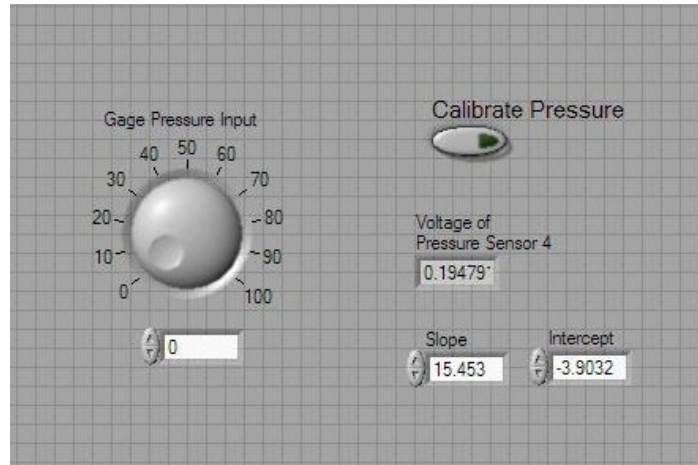 Calibrate Pressure
Gage Pressure Input
0
10
20
30
40
50
60
70
80
90
100
0
Voltage of
Pressure Sensor 4
0.19479
Slope
15.453
Intercept
-3.9032